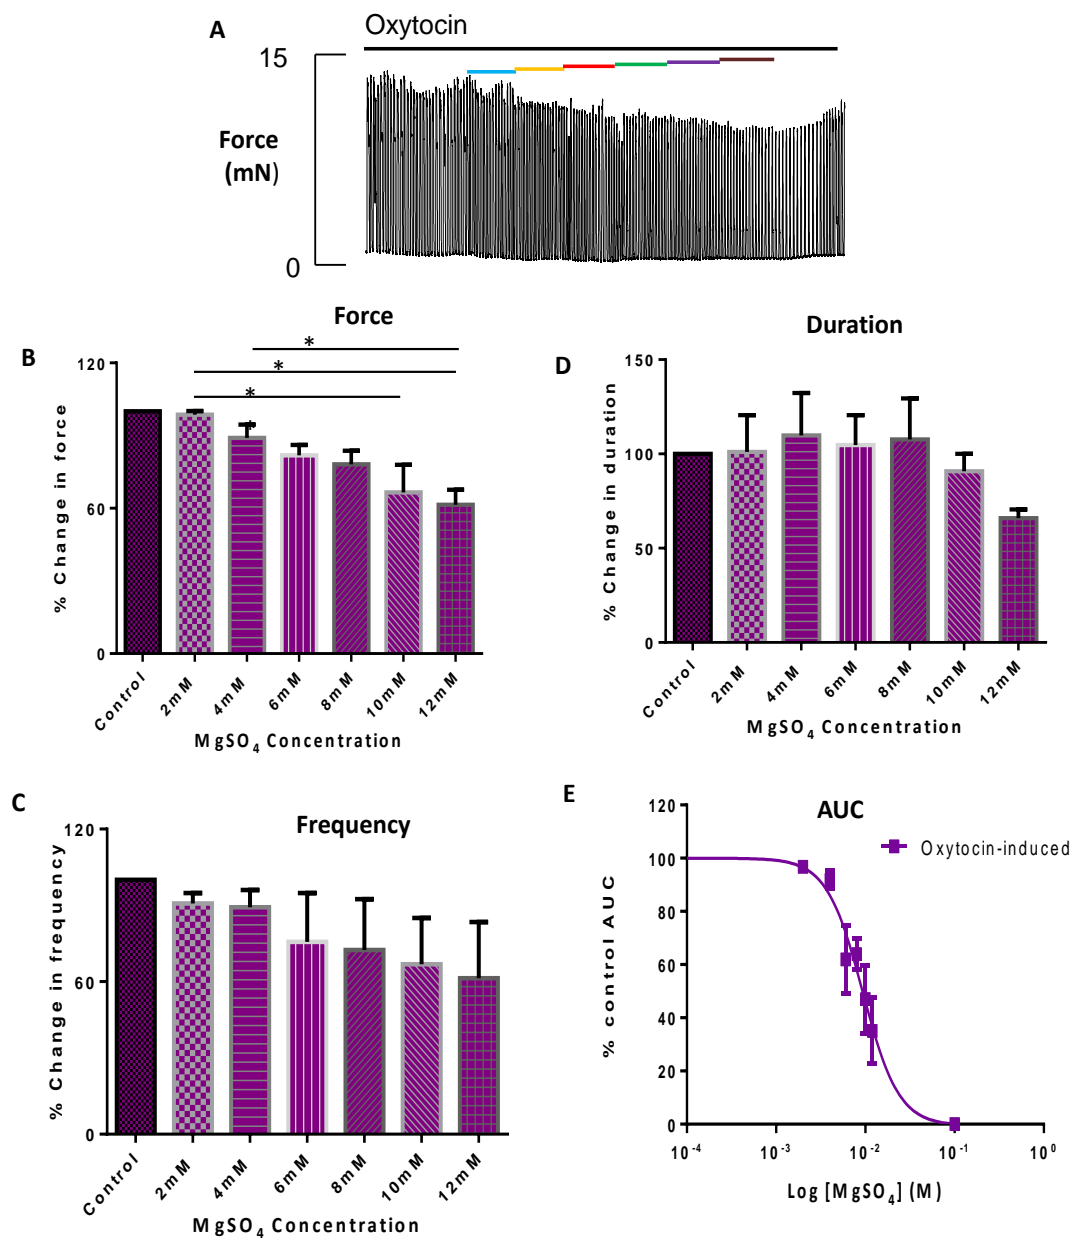 A
Oxytocin
15
Force
(mN)
0
B
Force
*
*
*
*
120
60
0
% Change in force
Control
2mM
4mM
6mM
8mM
10mM
12mM
MgSO₄ Concentration
D
Duration
150
100
50
0
% Change in duration
Control
2mM
4mM
6mM
8mM
10mM
12mM
MgSO₄ Concentration
C
Frequency
120
60
0
% Change in frequency
Control
2mM
4mM
6mM
8mM
10mM
12mM
MgSO₄ Concentration
E
AUC
Oxytocin-induced
120
100
80
60
40
20
0
% control AUC
10⁻⁴
10⁻³
10⁻²
10⁻¹
10⁰
Log [MgSO₄] (M)